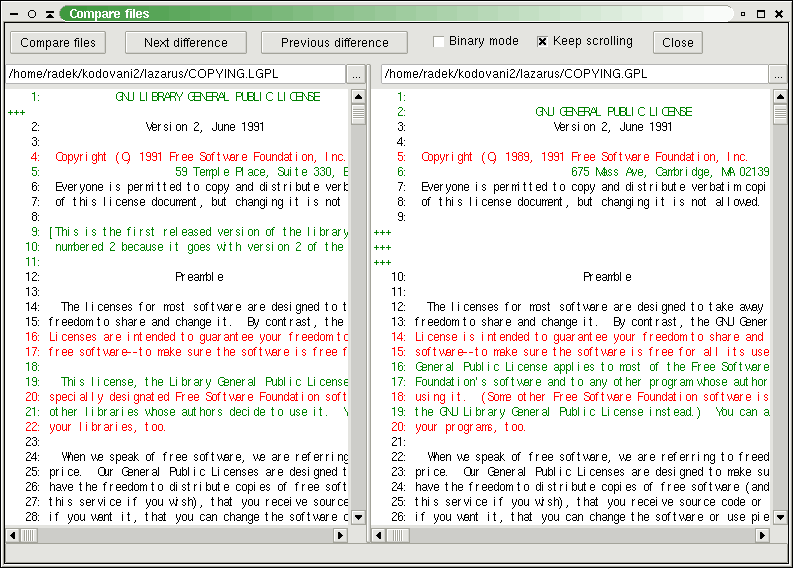 Compare files
Compare files Next difference Previous difference Binary mode Keep scrolling Close
/home/radek/kodovani2/lazarus/COPYING.LGPL ...
1: GNU LIBRARY GENERAL PUBLIC LICENSE
+++
2: Version 2, June 1991
3:
4: Copyright (C) 1991 Free Software Foundation, Inc.
5: 59 Temple Place, Suite 330, B
6: Everyone is permitted to copy and distribute verb
7: of this license document, but changing it is not
8:
9: [This is the first released version of the library
10: numbered 2 because it goes with version 2 of the
11:
12: Preamble
13:
14: The licenses for most software are designed to t
15: freedom to share and change it. By contrast, the
16: Licenses are intended to guarantee your freedom to
17: free software--to make sure the software is free f
18:
19: This license, the Library General Public License
20: specially designated Free Software Foundation soft
21: other libraries whose authors decide to use it. Y
22: your libraries, too.
23:
24: When we speak of free software, we are referring
25: price. Our General Public Licenses are designed t
26: have the freedom to distribute copies of free soft
27: this service if you wish), that you receive source
28: if you want it, that you can change the software o
/home/radek/kodovani2/lazarus/COPYING.GPL ...
1:
2: GNU GENERAL PUBLIC LICENSE
3: Version 2, June 1991
4:
5: Copyright (C) 1989, 1991 Free Software Foundation, Inc.
6: 675 Mass Ave, Cambridge, MA 02139
7: Everyone is permitted to copy and distribute verbatim copi
8: of this license document, but changing it is not allowed.
9:
+++
+++
+++
10: Preamble
11:
12: The licenses for most software are designed to take away
13: freedom to share and change it. By contrast, the GNU Gener
14: License is intended to guarantee your freedom to share and
15: software--to make sure the software is free for all its use
16: General Public License applies to most of the Free Software
17: Foundation's software and to any other program whose author
18: using it. (Some other Free Software Foundation software is
19: the GNU Library General Public License instead.) You can a
20: your programs, too.
21:
22: When we speak of free software, we are referring to freed
23: price. Our General Public Licenses are designed to make su
24: have the freedom to distribute copies of free software (and
25: this service if you wish), that you receive source code or
26: if you want it, that you can change the software or use pie